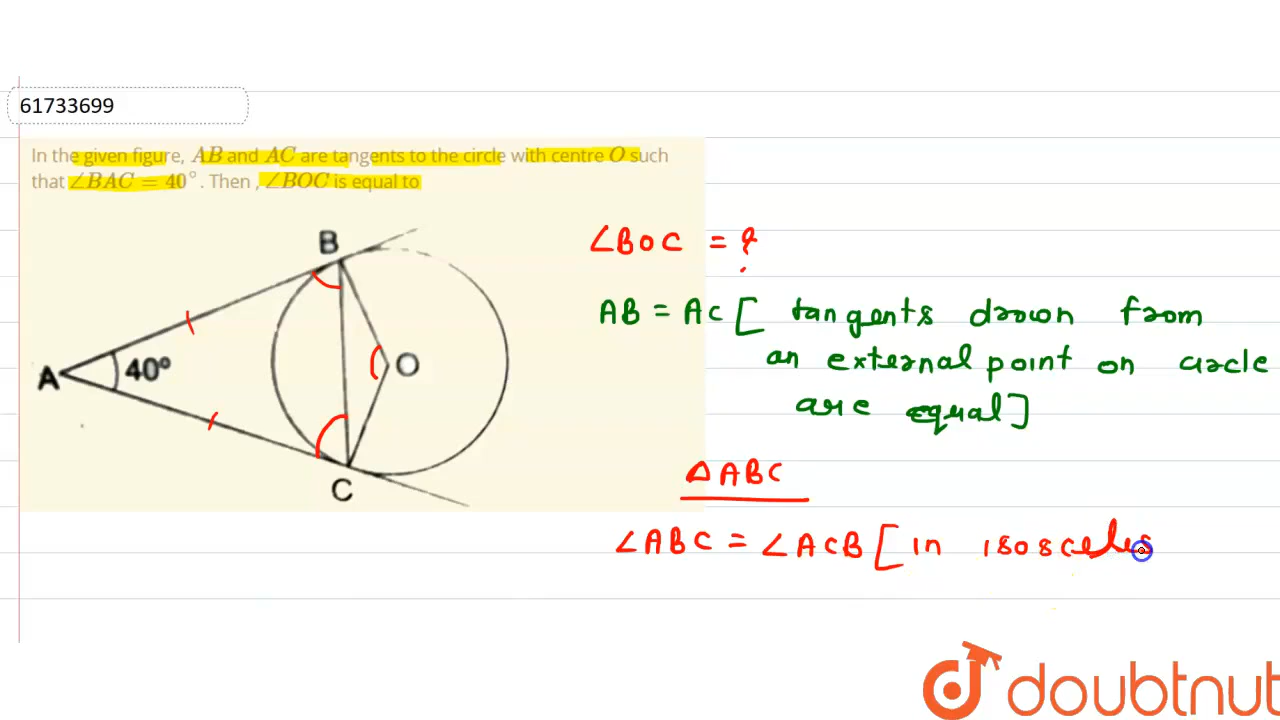 61733699
In the given figure, AB and AC are tangents to the circle with centre O such
that ∠BAC = 40°. Then , ∠BOC is equal to
B
A
40º
O
C
∠BOC = ?
AB = AC [ tangents drown from
an external point on circle
are equal]
△ABC
∠ABC = ∠ACB [in isosceles
doubtnut